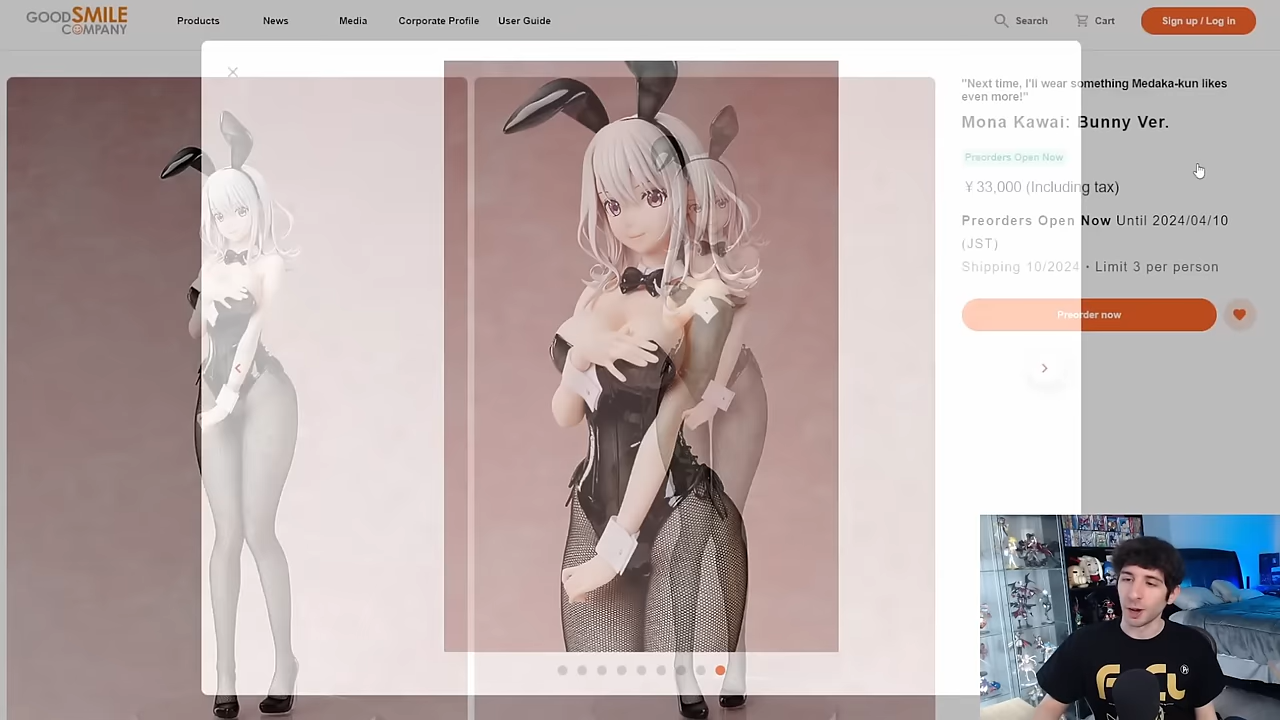 GOODSMILE
COMPANY
Products
News
Media
Corporate Profile
User Guide
Search
Cart
Sign up / Log in
"Next time, I'll wear something Medaka-kun likes
even more!"
Mona Kawai: Bunny Ver.
Preorders Open Now
¥ 33,000 (Including tax)
Preorders Open Now Until 2024/04/10
(JST)
Shipping 10/2024 • Limit 3 per person
Preorder now